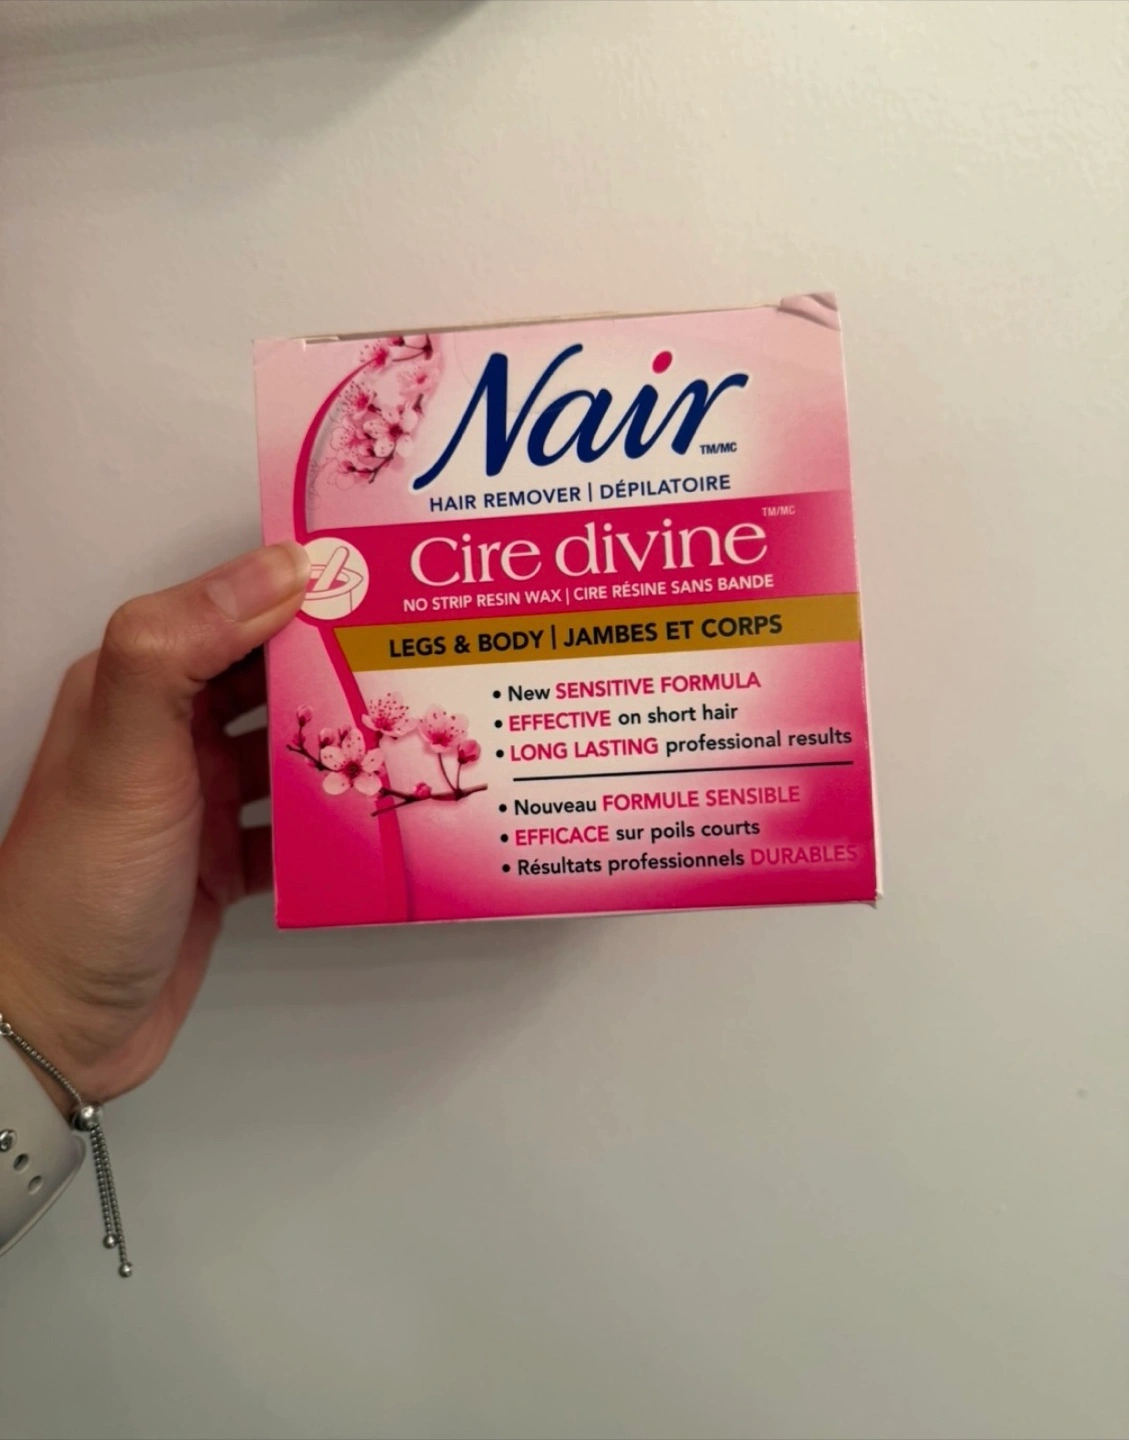 Nair TM/MC
HAIR REMOVER | DÉPILATOIRE
Cire divine TM/MC
NO STRIP RESIN WAX | CIRE RÉSINE SANS BANDE
LEGS & BODY | JAMBES ET CORPS
• New SENSITIVE FORMULA
• EFFECTIVE on short hair
• LONG LASTING professional results
• Nouveau FORMULE SENSIBLE
• EFFICACE sur poils courts
• Résultats professionnels DURABLES